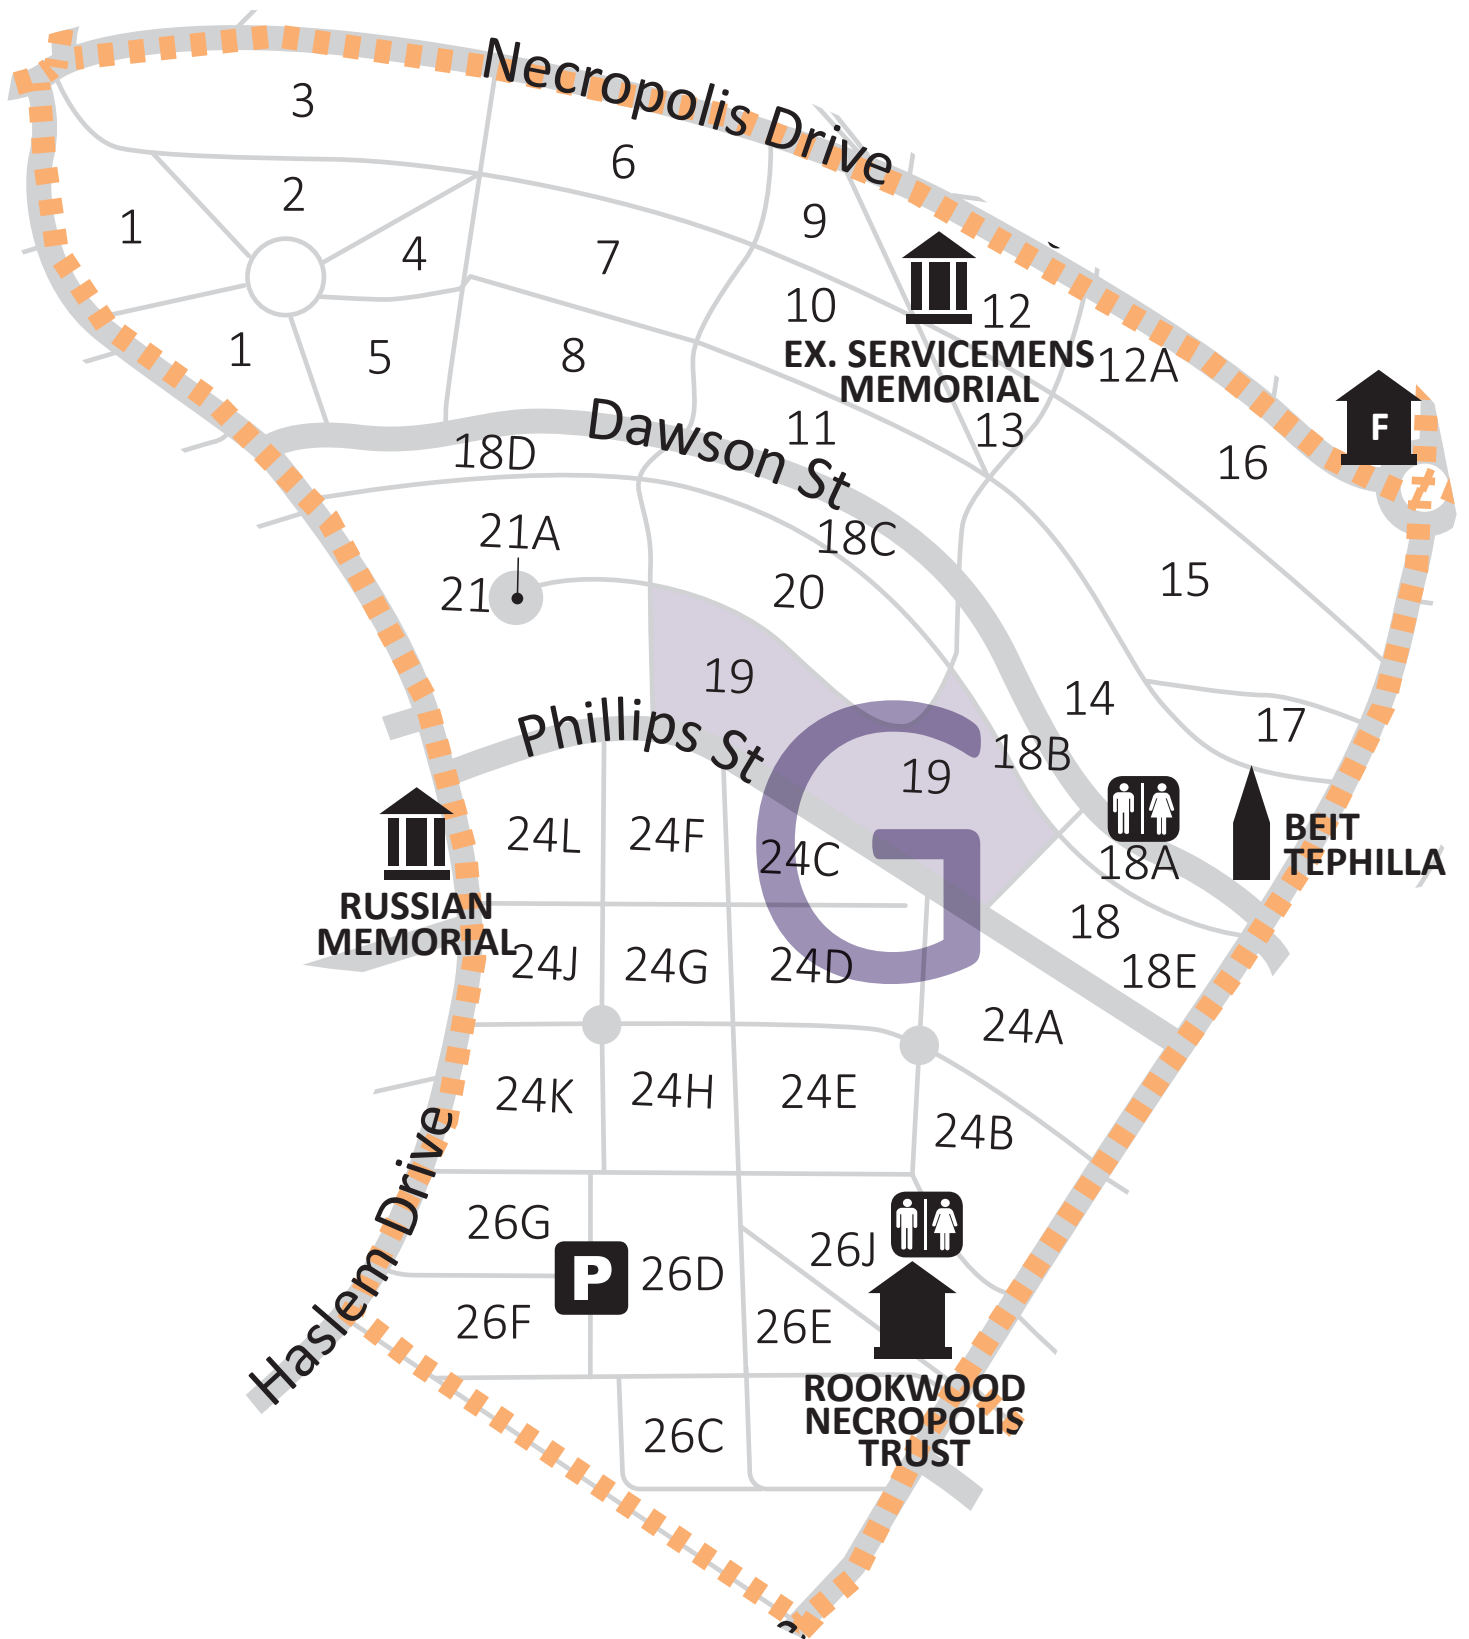 Necropolis Drive
3
6
2
1
9
4
7
10
12
1
5
8
EX. SERVICEMENS
MEMORIAL
12A
Dawson St
11
13
F
18D
16
21A
18C
21
20
15
19
14
Phillips St
17
18B
19
24L
24F
24C
G
18A
BEIT
TEPHILLA
RUSSIAN
MEMORIAL
18
24J
24G
24D
18E
24A
24K
24H
24E
24B
Haslem Drive
26G
26J
P
26D
26F
26E
ROOKWOOD
NECROPOLIS
TRUST
26C